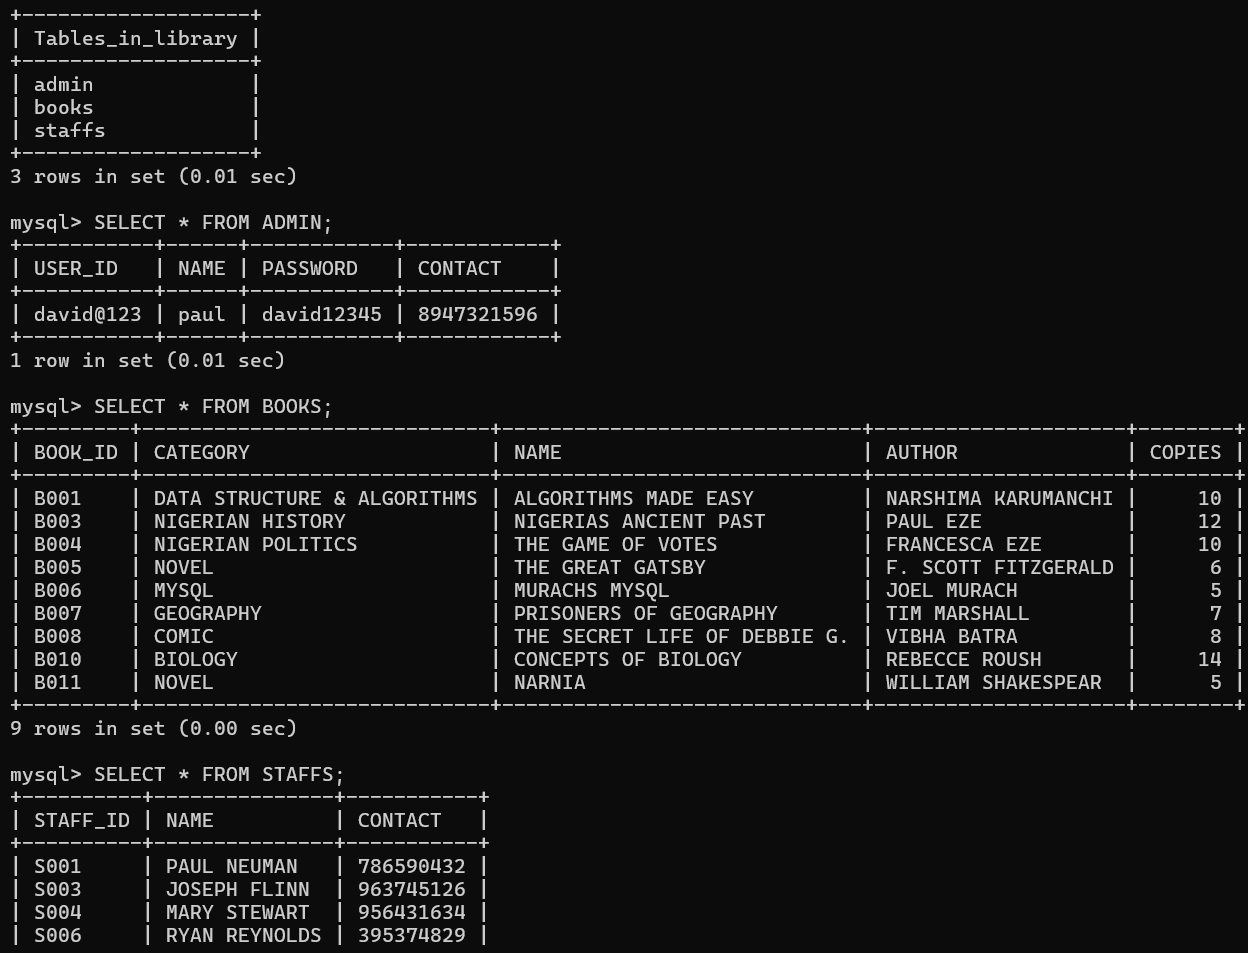 +-------------------+
| Tables_in_library |
+-------------------+
| admin             |
| books             |
| staffs            |
+-------------------+
3 rows in set (0.01 sec)

mysql> SELECT * FROM ADMIN;
+-----------+------+------------+------------+
| USER_ID   | NAME | PASSWORD   | CONTACT    |
+-----------+------+------------+------------+
| david@123 | paul | david12345 | 8947321596 |
+-----------+------+------------+------------+
1 row in set (0.01 sec)

mysql> SELECT * FROM BOOKS;
+---------+-----------------------------+------------------------------+---------------------+--------+
| BOOK_ID | CATEGORY                    | NAME                         | AUTHOR              | COPIES |
+---------+-----------------------------+------------------------------+---------------------+--------+
| B001    | DATA STRUCTURE & ALGORITHMS | ALGORITHMS MADE EASY         | NARSHIMA KARUMANCHI |     10 |
| B003    | NIGERIAN HISTORY            | NIGERIAS ANCIENT PAST        | PAUL EZE            |     12 |
| B004    | NIGERIAN POLITICS           | THE GAME OF VOTES            | FRANCESCA EZE       |     10 |
| B005    | NOVEL                       | THE GREAT GATSBY             | F. SCOTT FITZGERALD |      6 |
| B006    | MYSQL                       | MURACHS MYSQL                | JOEL MURACH         |      5 |
| B007    | GEOGRAPHY                   | PRISONERS OF GEOGRAPHY       | TIM MARSHALL        |      7 |
| B008    | COMIC                       | THE SECRET LIFE OF DEBBIE G. | VIBHA BATRA         |      8 |
| B010    | BIOLOGY                     | CONCEPTS OF BIOLOGY          | REBECCE ROUSH       |     14 |
| B011    | NOVEL                       | NARNIA                       | WILLIAM SHAKESPEAR  |      5 |
+---------+-----------------------------+------------------------------+---------------------+--------+
9 rows in set (0.00 sec)

mysql> SELECT * FROM STAFFS;
+----------+---------------+-----------+
| STAFF_ID | NAME          | CONTACT   |
+----------+---------------+-----------+
| S001     | PAUL NEUMAN   | 786590432 |
| S003     | JOSEPH FLINN  | 963745126 |
| S004     | MARY STEWART  | 956431634 |
| S006     | RYAN REYNOLDS | 395374829 |